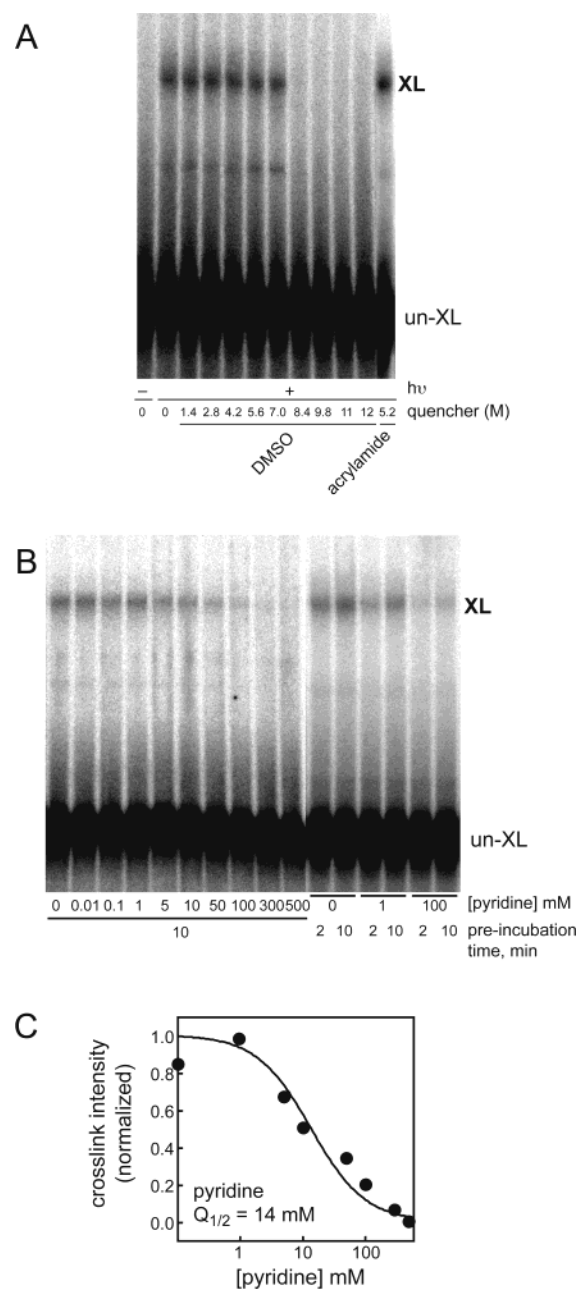 A
XL
un-XL
− + hυ
0 0 1.4 2.8 4.2 5.6 7.0 8.4 9.8 11 12 5.2 quencher (M)
DMSO acrylamide
B
XL
un-XL
0 0.01 0.1 1 5 10 50 100 300 500 0 1 100 [pyridine] mM
10 2 10 2 10 2 10 pre-incubation
time, min
C
crosslink intensity
(normalized)
1.0
0.8
0.6
0.4
0.2
0.0
pyridine
Q1/2 = 14 mM
1 10 100
[pyridine] mM